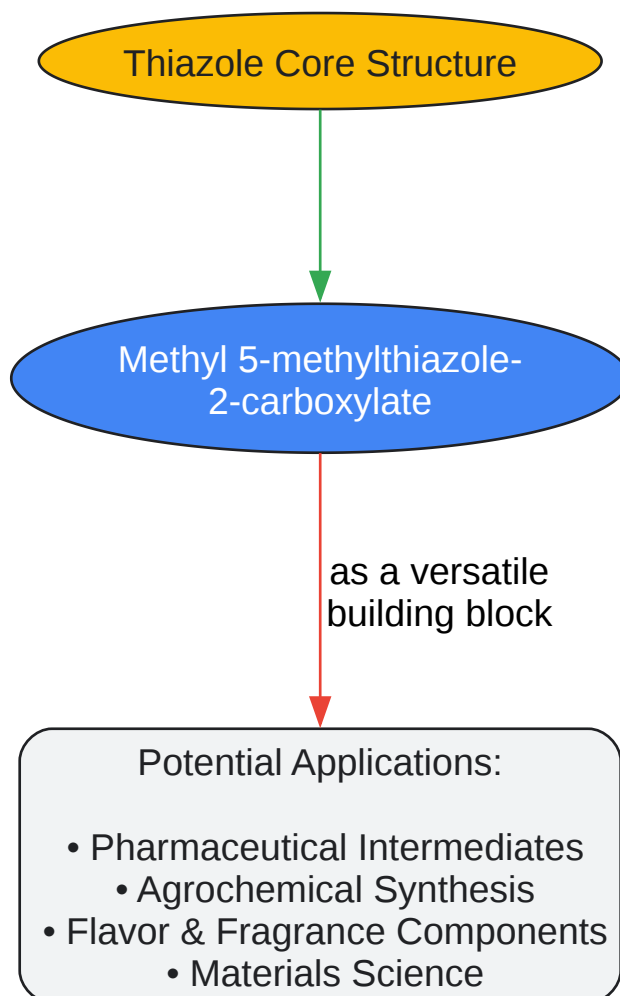 Thiazole Core Structure
Methyl 5-methylthiazole-
2-carboxylate
as a versatile
building block
Potential Applications:
• Pharmaceutical Intermediates
• Agrochemical Synthesis
• Flavor & Fragrance Components
• Materials Science